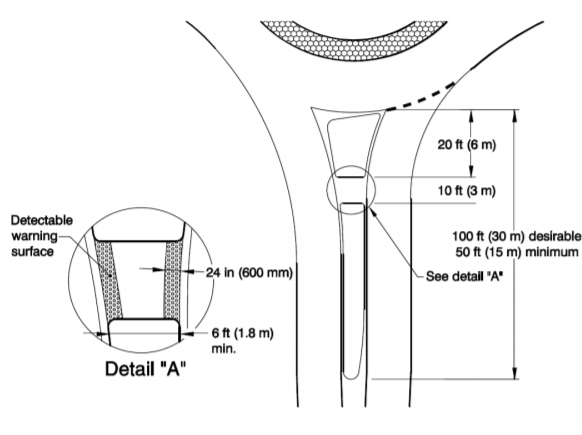 20 ft (6 m)
10 ft (3 m)
100 ft (30 m) desirable
50 ft (15 m) minimum
See detail "A"
Detectable
warning
surface
24 in (600 mm)
6 ft (1.8 m)
min.
Detail "A"